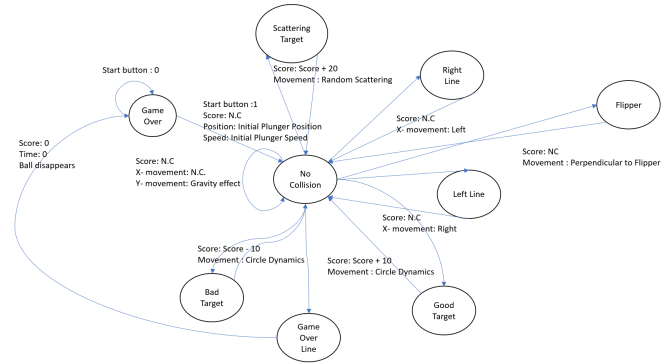 Scattering
Target
Score: Score + 20
Movement : Random Scattering
Right
Line
Start button : 0
Game
Over
Start button :1
Score: N.C
Position: Initial Plunger Position
Speed: Initial Plunger Speed
Score: N.C
X- movement: Left
Flipper
Score: 0
Time: 0
Ball disappears
Score: N.C
X- movement: N.C.
Y- movement: Gravity effect
No
Collision
Score: NC
Movement : Perpendicular to Flipper
Left Line
Score: N.C
X- movement: Right
Score: Score - 10
Movement : Circle Dynamics
Score: Score + 10
Movement : Circle Dynamics
Bad
Target
Good
Target
Game
Over
Line